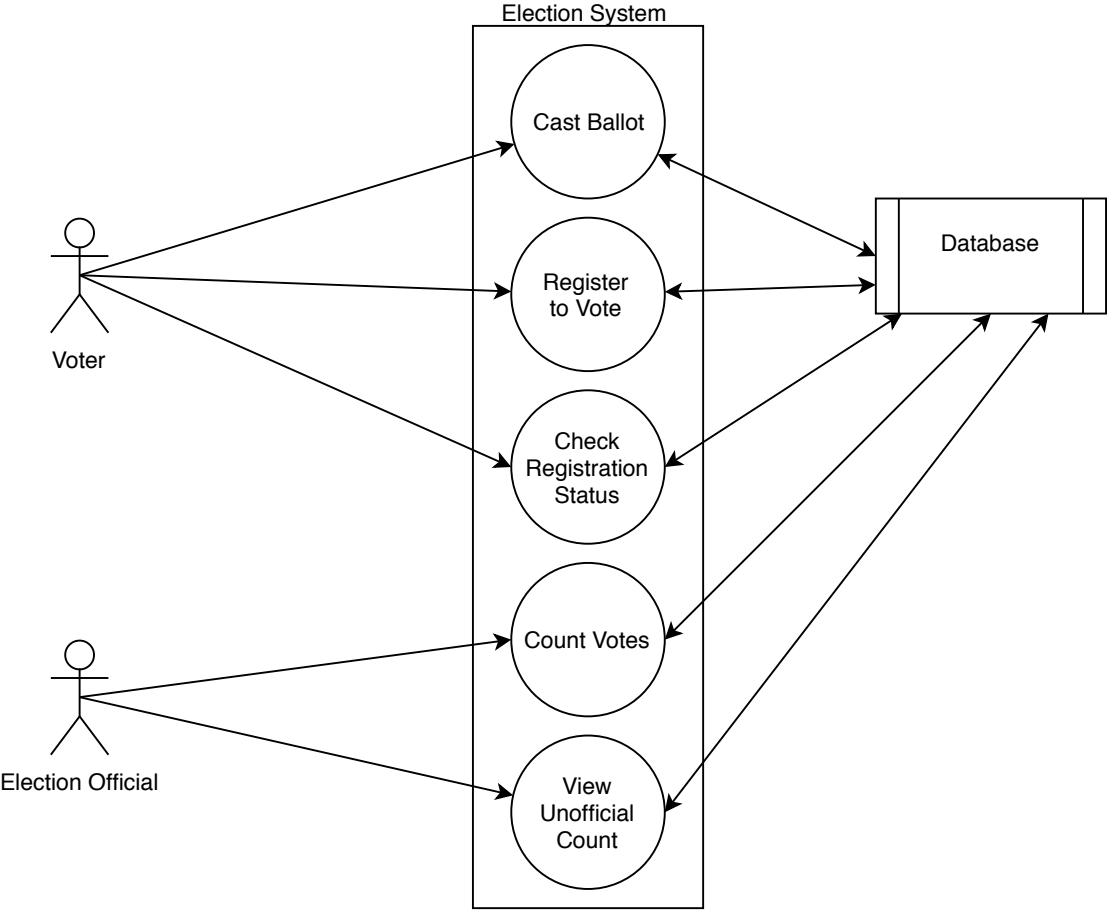 Election System
Cast Ballot
Register
to Vote
Database
Voter
Check
Registration
Status
Count Votes
Election Official
View
Unofficial
Count